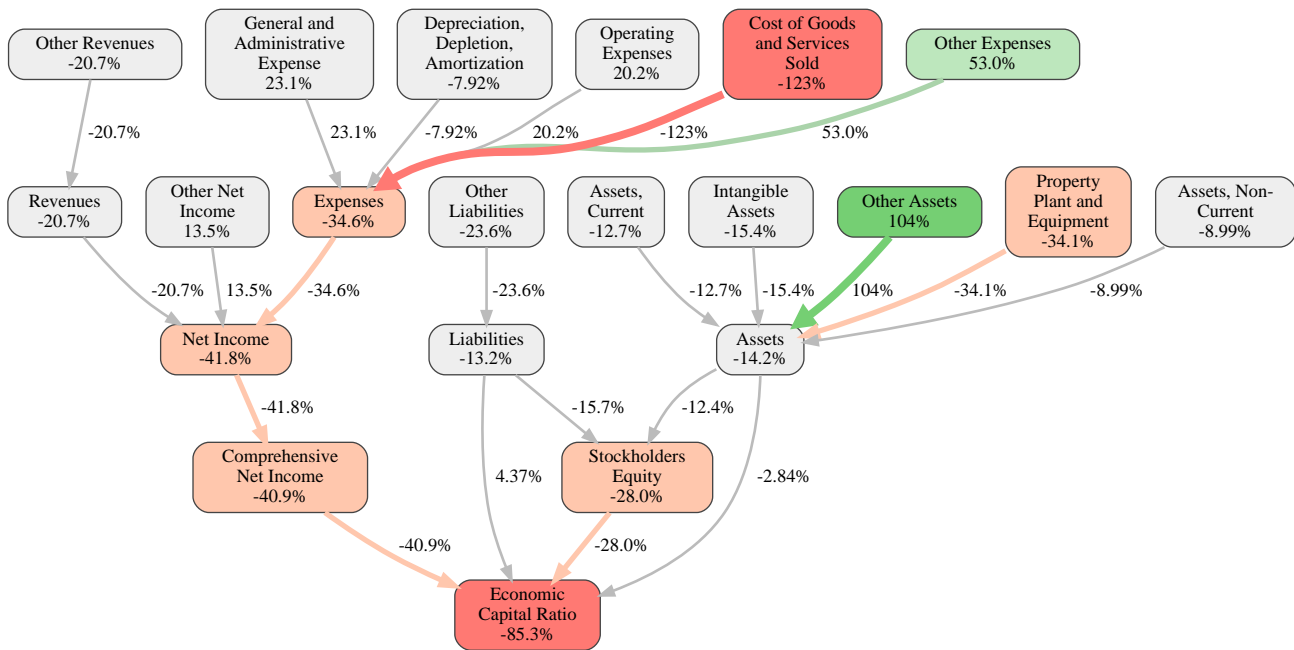 Other Revenues
-20.7%
General and
Administrative
Expense
23.1%
Depreciation,
Depletion,
Amortization
-7.92%
Operating
Expenses
20.2%
Cost of Goods
and Services
Sold
-123%
Other Expenses
53.0%
-20.7%
23.1%
-7.92%
20.2%
-123%
53.0%
Revenues
-20.7%
Other Net
Income
13.5%
Expenses
-34.6%
Other
Liabilities
-23.6%
Assets,
Current
-12.7%
Intangible
Assets
-15.4%
Other Assets
104%
Property
Plant and
Equipment
-34.1%
Assets, Non-
Current
-8.99%
-20.7%
13.5%
-34.6%
-23.6%
-12.7%
-15.4%
104%
-34.1%
-8.99%
Net Income
-41.8%
Liabilities
-13.2%
Assets
-14.2%
-41.8%
-15.7%
-12.4%
Comprehensive
Net Income
-40.9%
4.37%
Stockholders
Equity
-28.0%
-2.84%
-40.9%
-28.0%
Economic
Capital Ratio
-85.3%